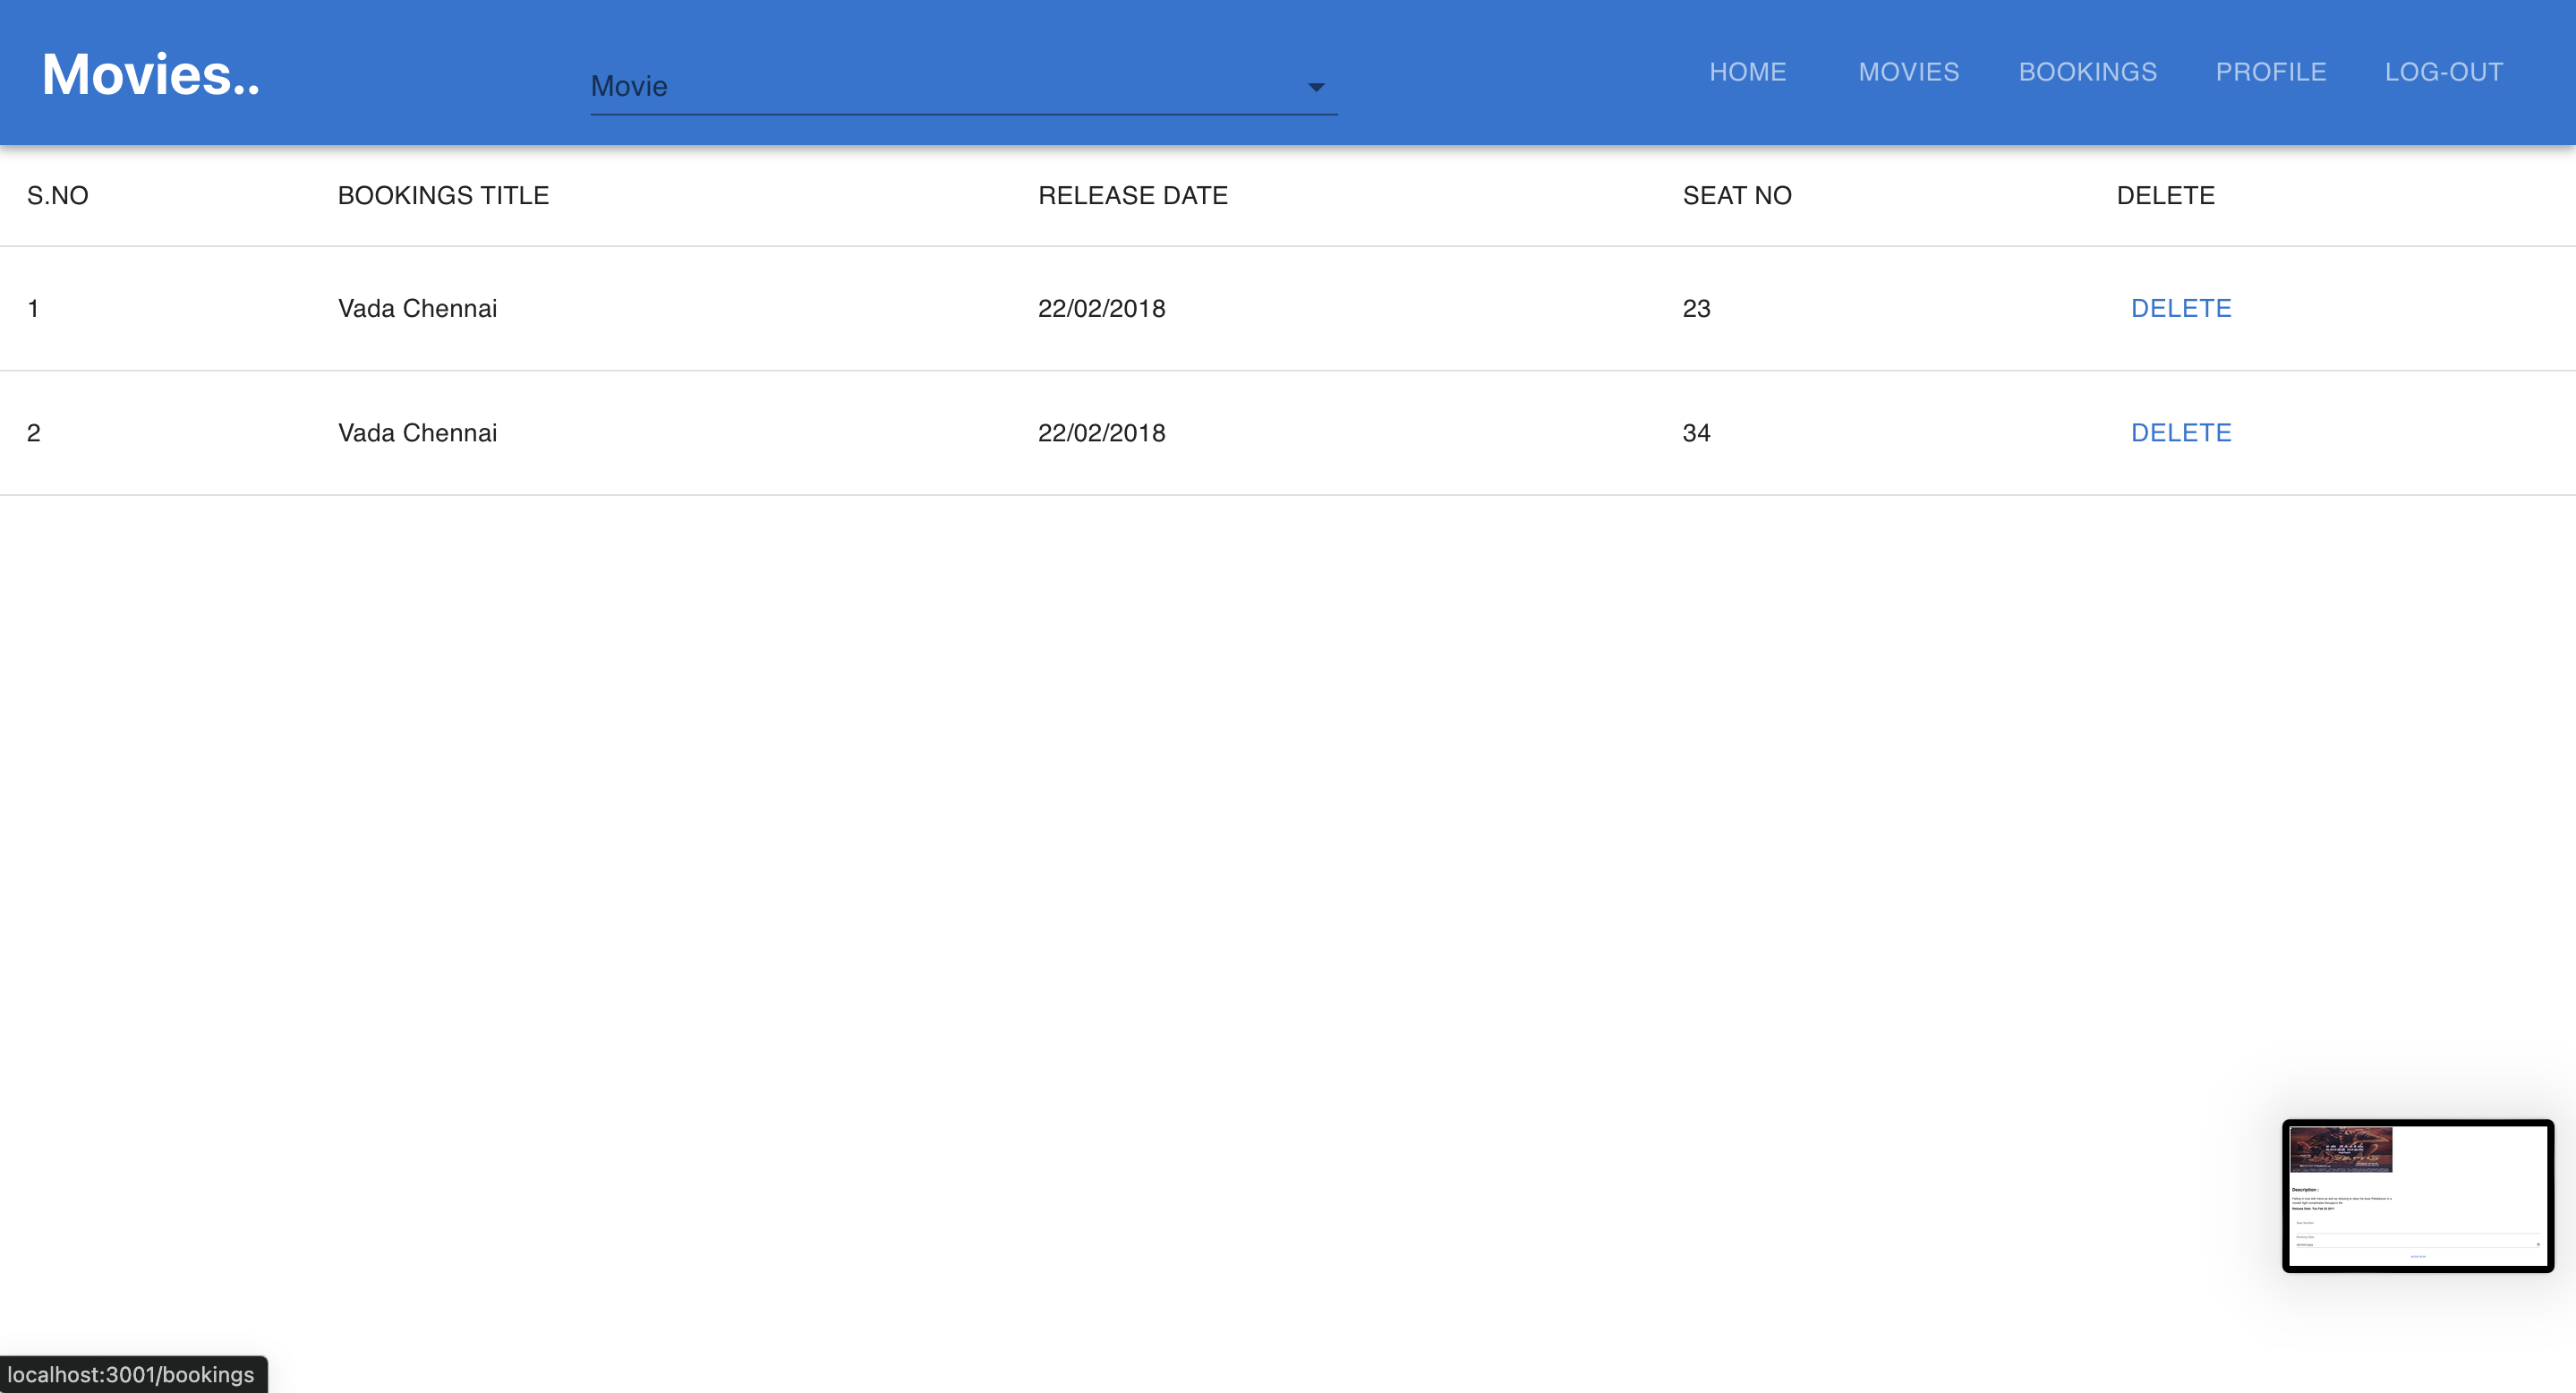 Movies..
Movie
HOME MOVIES BOOKINGS PROFILE LOG-OUT
S.NO BOOKINGS TITLE RELEASE DATE SEAT NO DELETE
1 Vada Chennai 22/02/2018 23 DELETE
2 Vada Chennai 22/02/2018 34 DELETE
Description :
localhost:3001/bookings